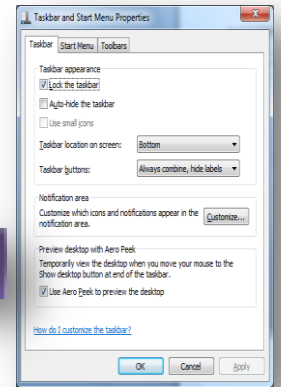 Taskbar and Start Menu Properties
Taskbar
Start Menu
Toolbars
Taskbar appearance
Lock the taskbar
Auto-hide the taskbar
Use small icons
Taskbar location on screen:
Bottom
Taskbar buttons:
Always combine, hide labels
Notification area
Customize which icons and notifications appear in the
notification area.
Customize...
Preview desktop with Aero Peek
Temporarily view the desktop when you move your mouse to the
Show desktop button at end of the taskbar.
Use Aero Peek to preview the desktop
How do I customize the taskbar?
OK
Cancel
Apply